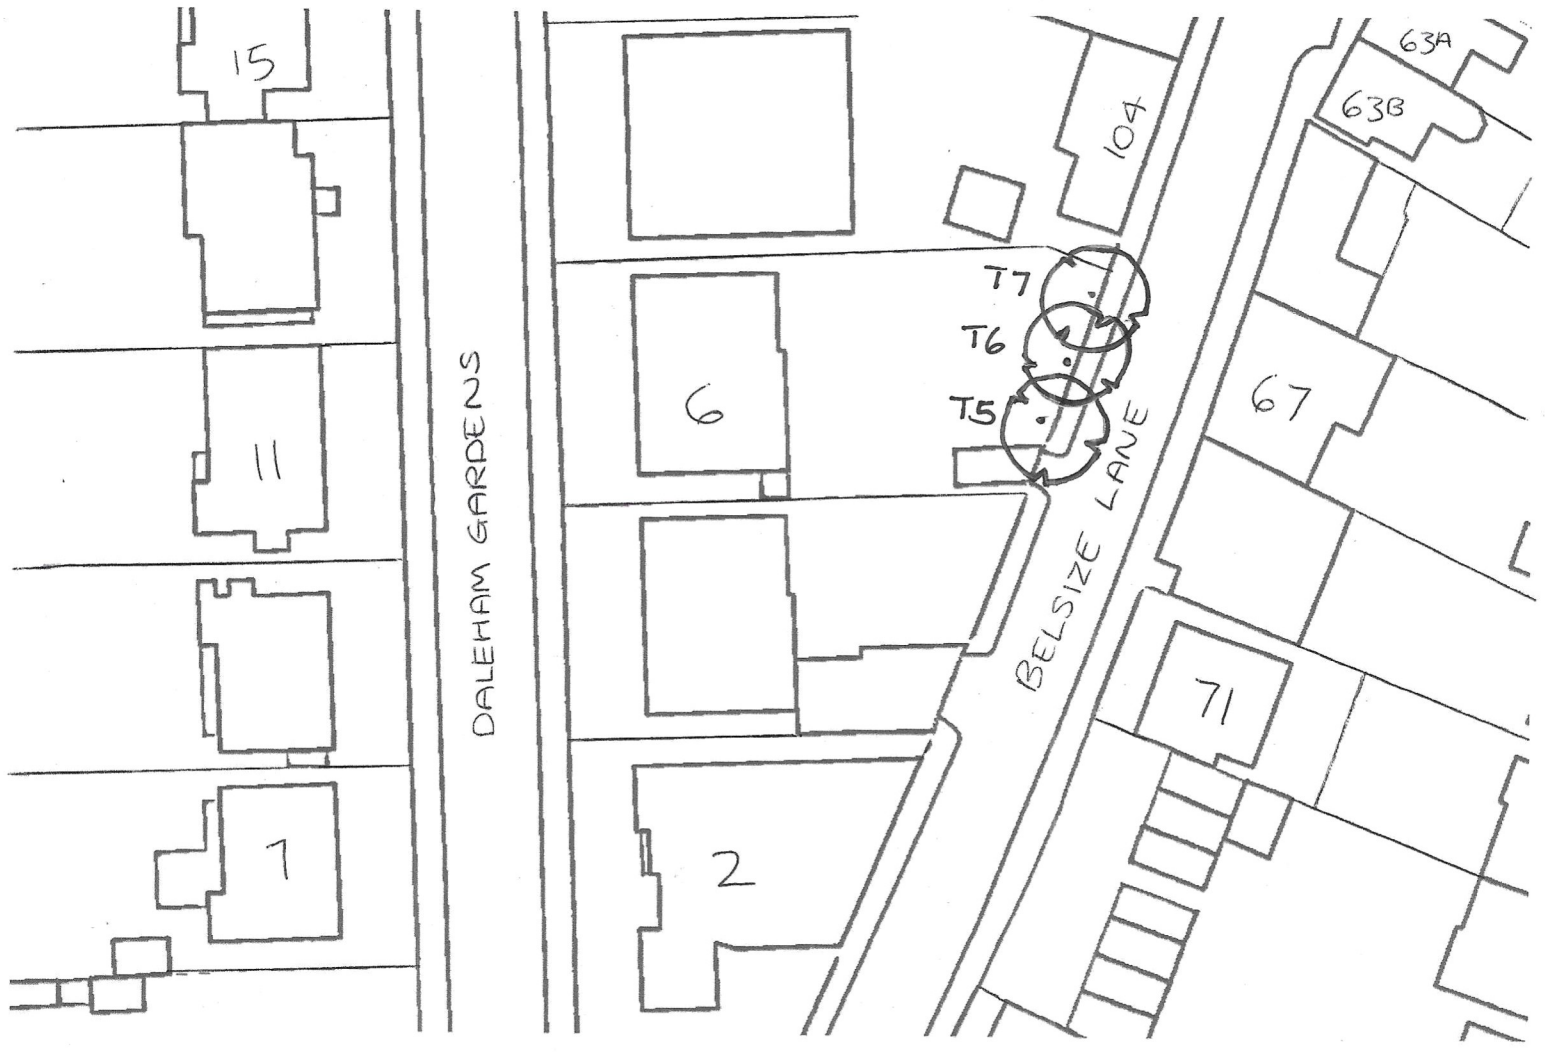 15
63A
63B
104
T7
T6
T5
6
11
67
DALEHAM GARDENS
BELSIZE LANE
71
7
2